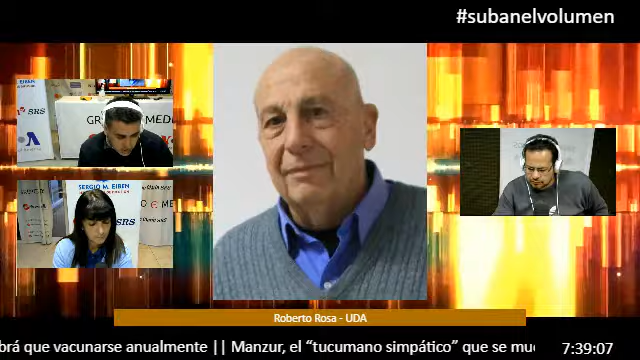 #subanelvolumen
SRS
SERGIO M. EIBEN
SRS
Roberto Rosa - UDA
brá que vacunarse anualmente || Manzur, el “tucumano simpático” que se mu
7:39:07